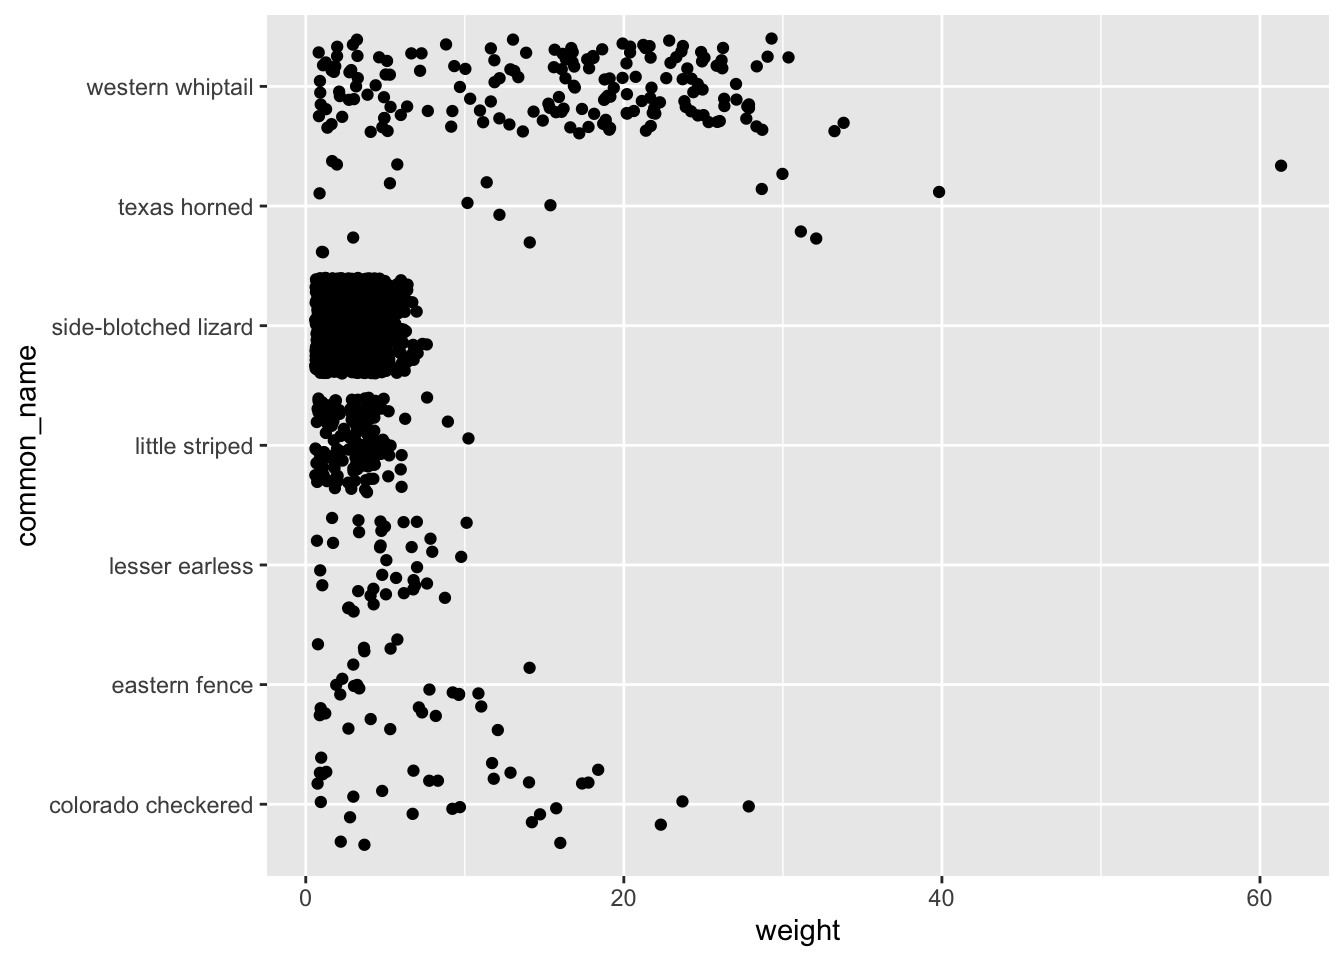 common_name
western whiptail
texas horned
side-blotched lizard
little striped
lesser earless
eastern fence
colorado checkered
0 20 40 60
weight